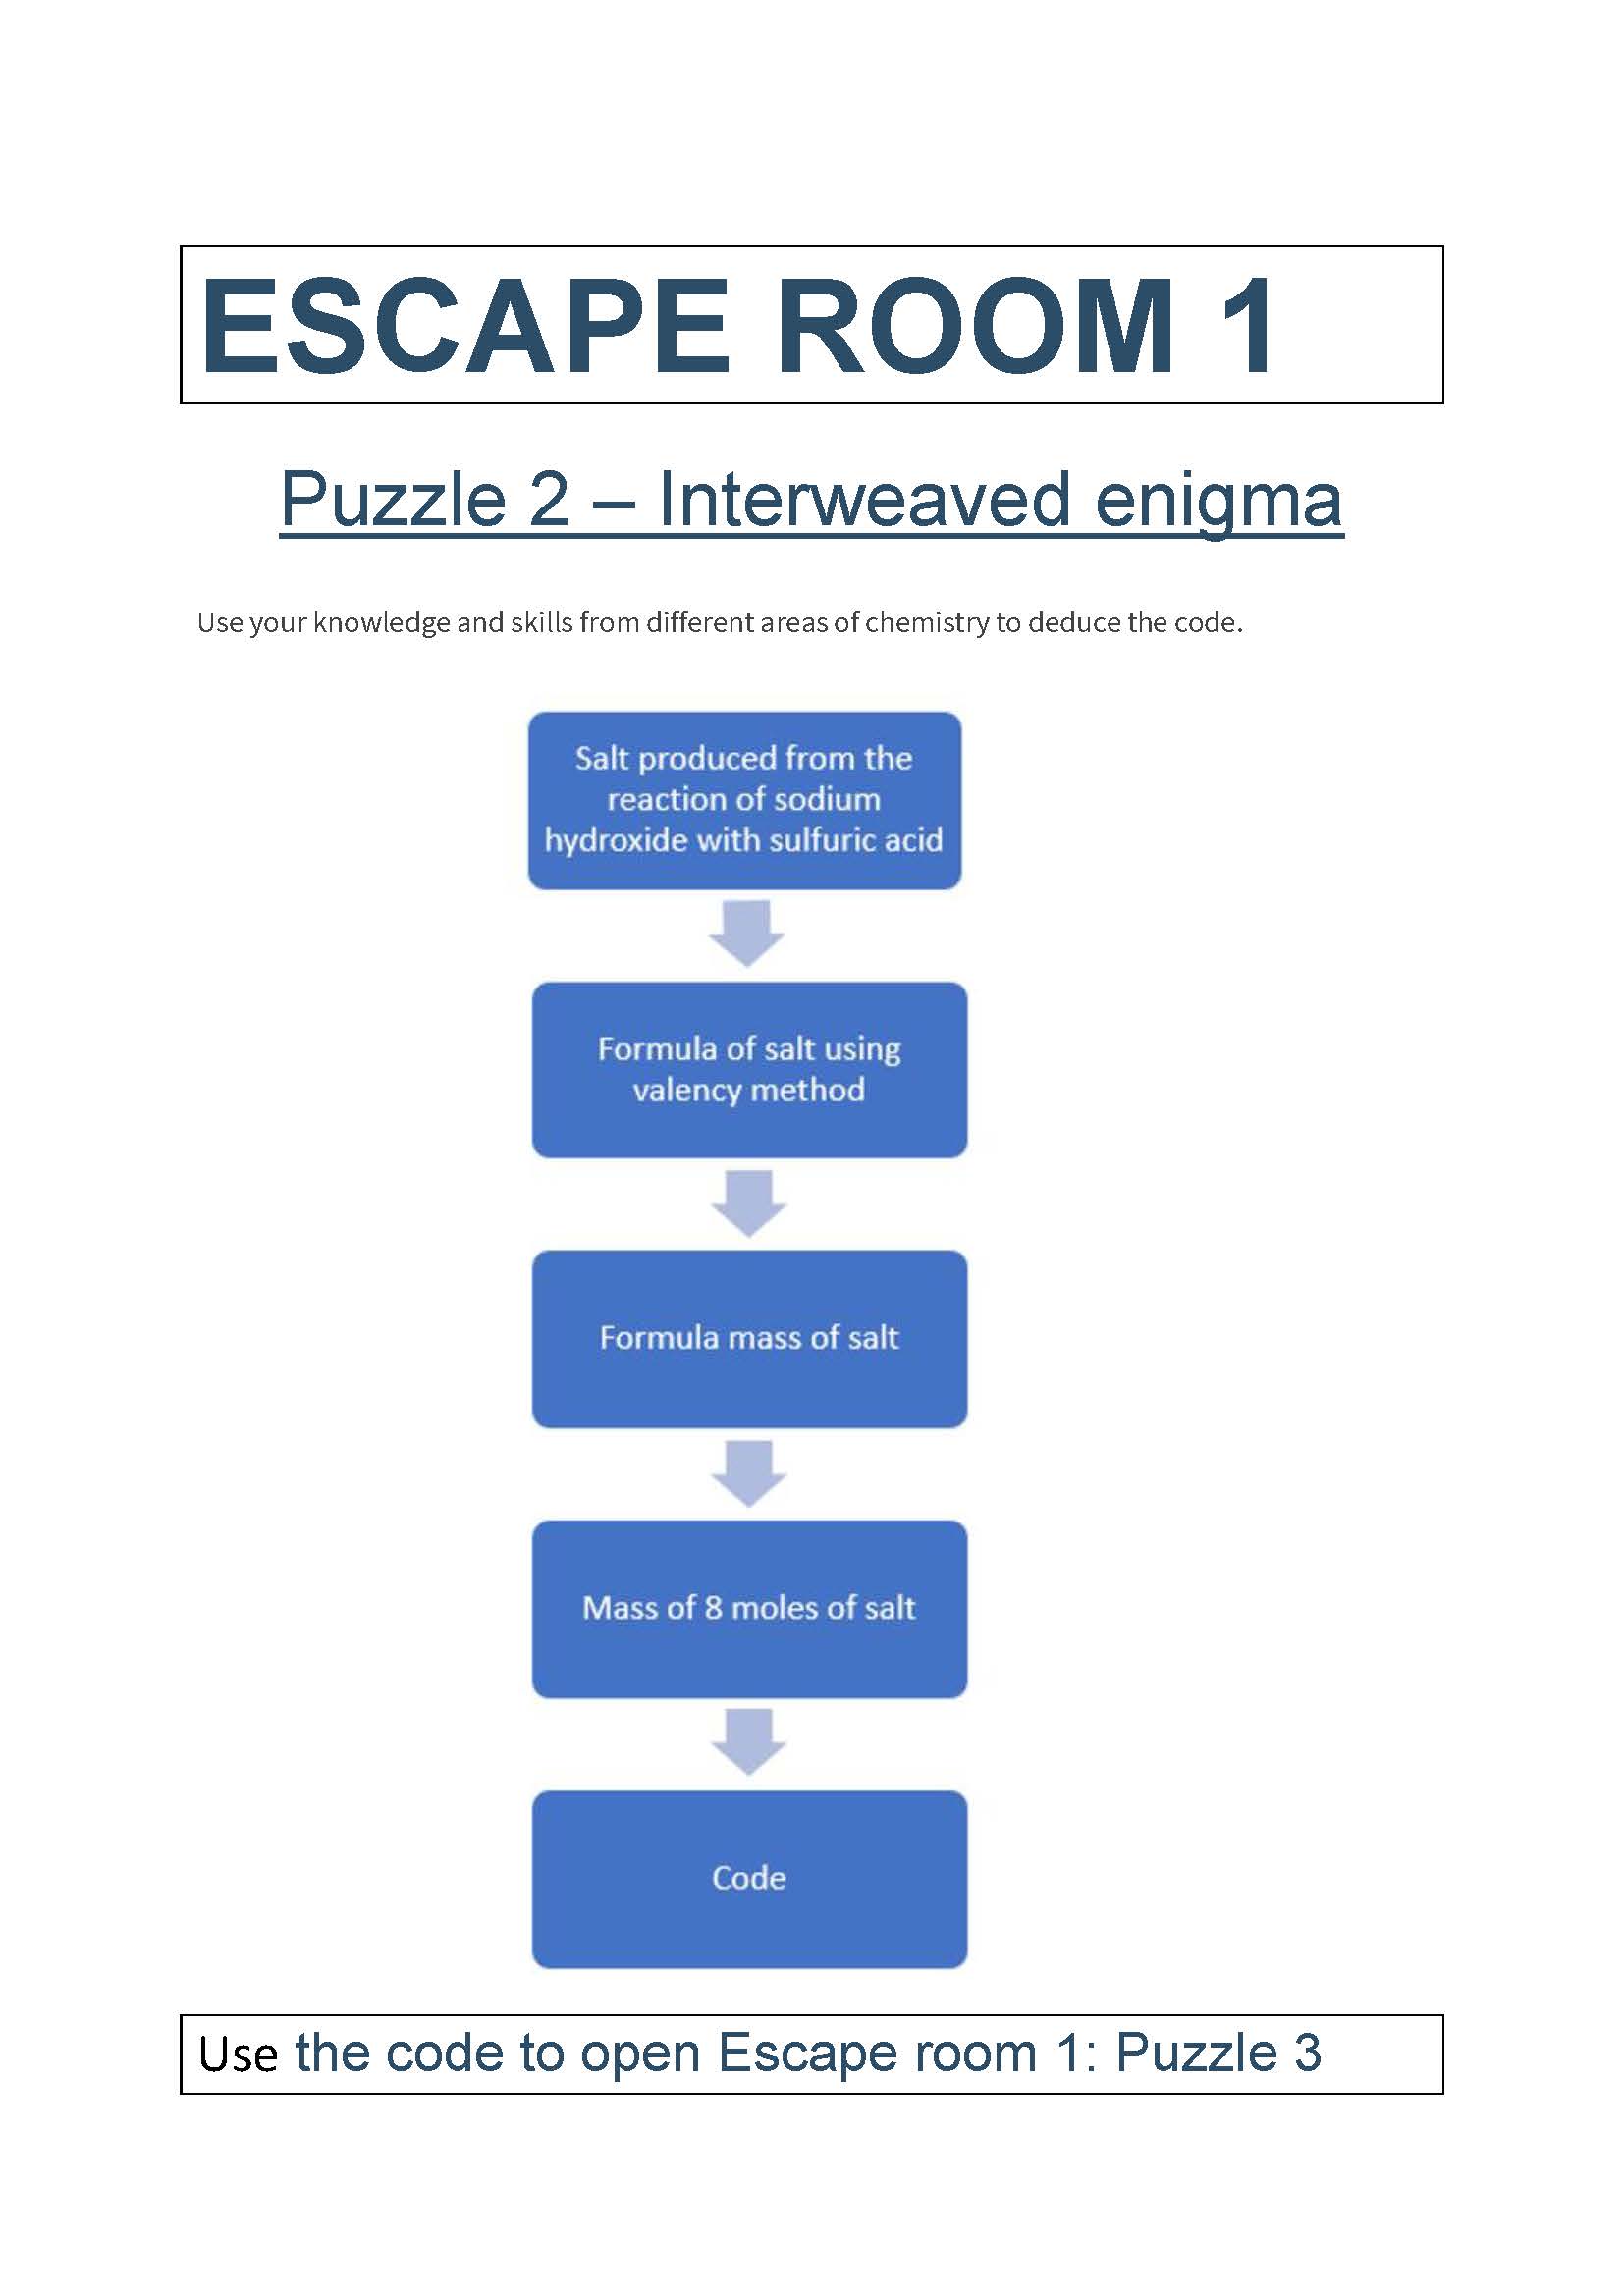 ESCAPE ROOM 1
Puzzle 2 – Interweaved enigma
Use your knowledge and skills from different areas of chemistry to deduce the code.
Salt produced from the
reaction of sodium
hydroxide with sulfuric acid
Formula of salt using
valency method
Formula mass of salt
Mass of 8 moles of salt
Code
Use the code to open Escape room 1: Puzzle 3